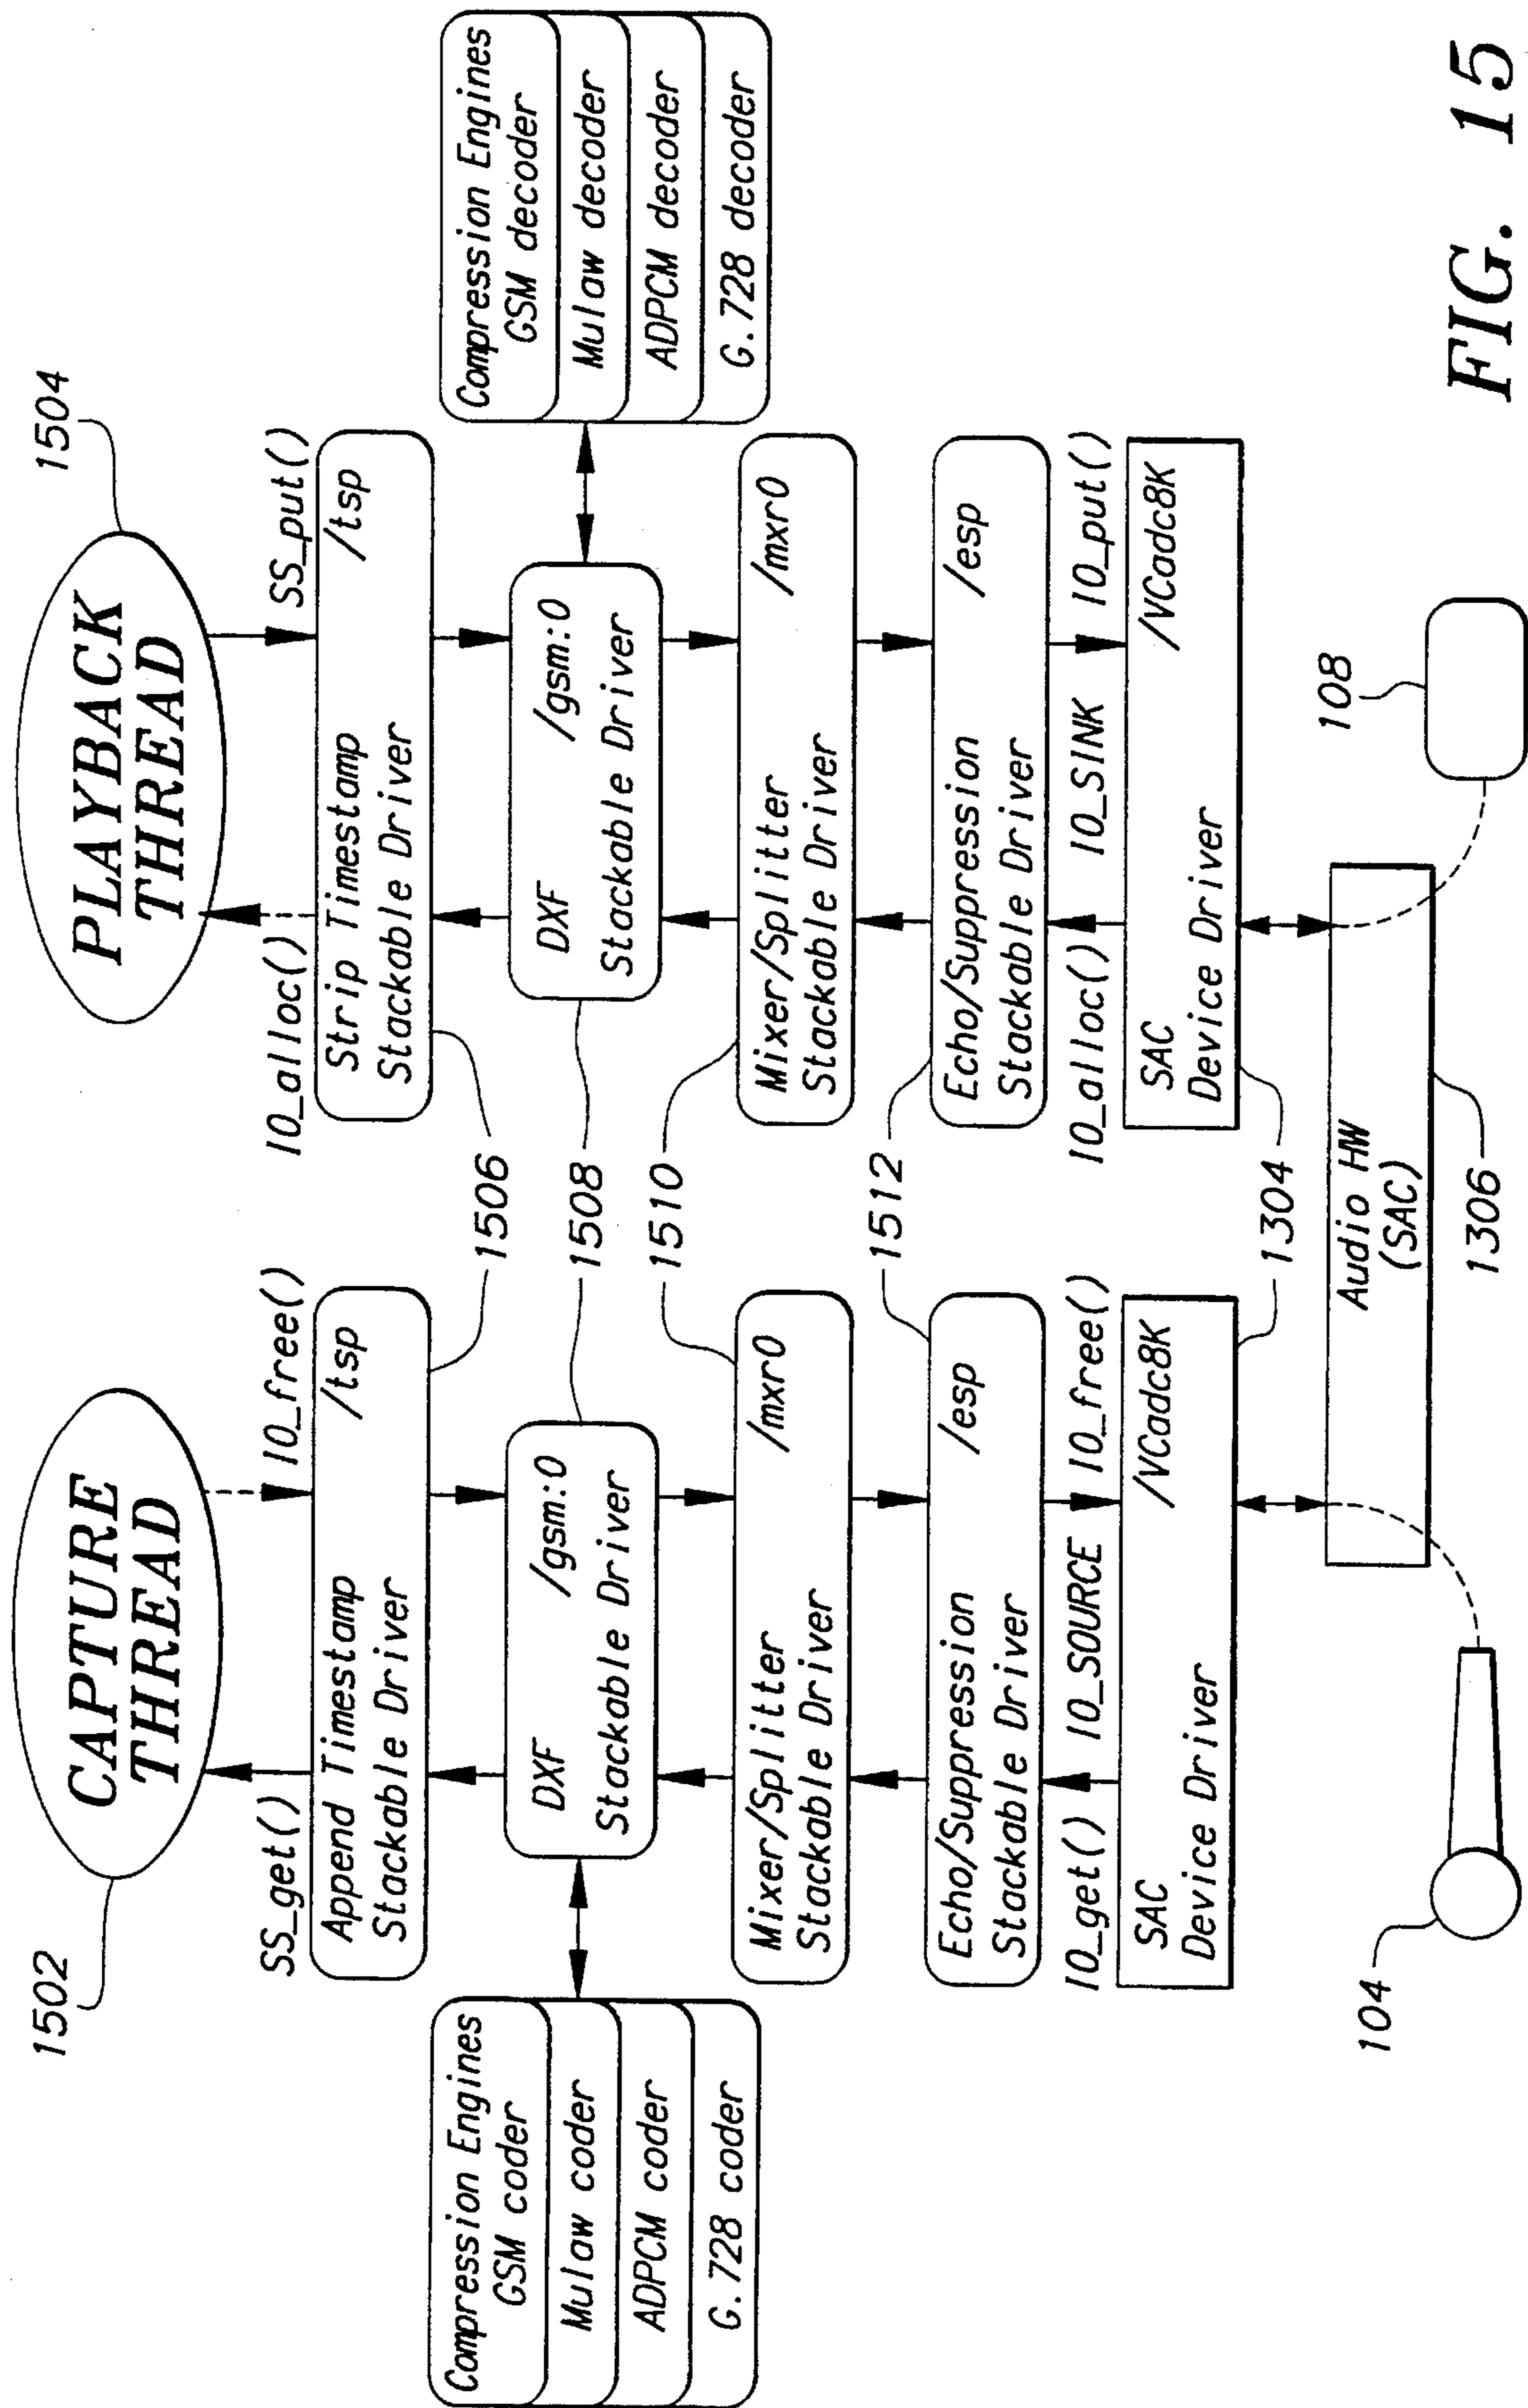 1502
CAPTURE
THREAD
SS_get()
IO_free()
Append Timestamp
/tsp
Stackable Driver
Compression Engines
GSM coder
Mulaw coder
ADPCM coder
G.728 coder
DXF
/gsm:0
Stackable Driver
Mixer/Splitter
/mxr0
Stackable Driver
Echo/Suppression
/esp
Stackable Driver
IO_get()
IO_SOURCE
IO_free()
SAC
/VCadc8K
Device Driver
104
1506
1508
1510
1512
1304
Audio HW
(SAC)
1306
1504
PLAYBACK
THREAD
IO_alloc()
SS_put()
Strip Timestamp
/tsp
Stackable Driver
DXF
/gsm:0
Stackable Driver
Compression Engines
GSM decoder
Mulaw decoder
ADPCM decoder
G.728 decoder
Mixer/Splitter
/mxr0
Stackable Driver
Echo/Suppression
/esp
Stackable Driver
IO_alloc()
IO_SINK
IO_put()
SAC
/VCadc8K
Device Driver
108
FIG. 15